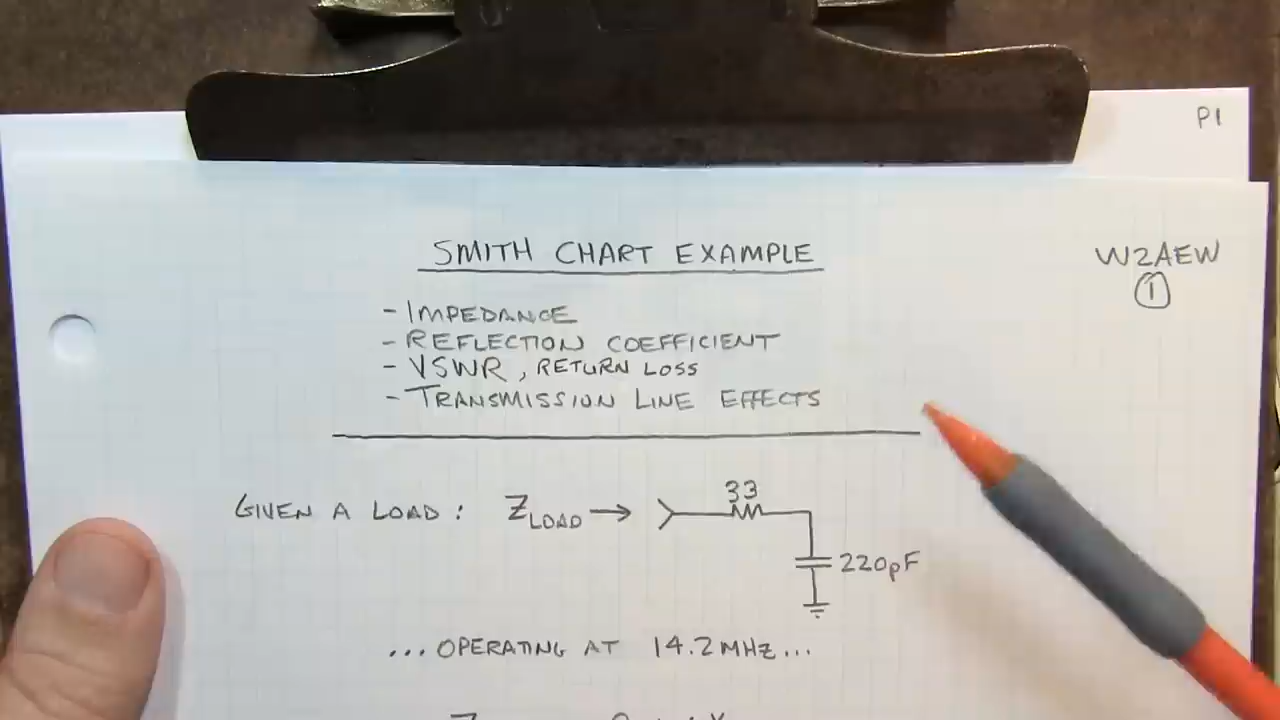 P1
SMITH CHART EXAMPLE
W2AEW
1
- IMPEDANCE
- REFLECTION COEFFICIENT
- VSWR, RETURN LOSS
- TRANSMISSION LINE EFFECTS
GIVEN A LOAD: ZLOAD → 33
220pF
...OPERATING AT 14.2MHZ...